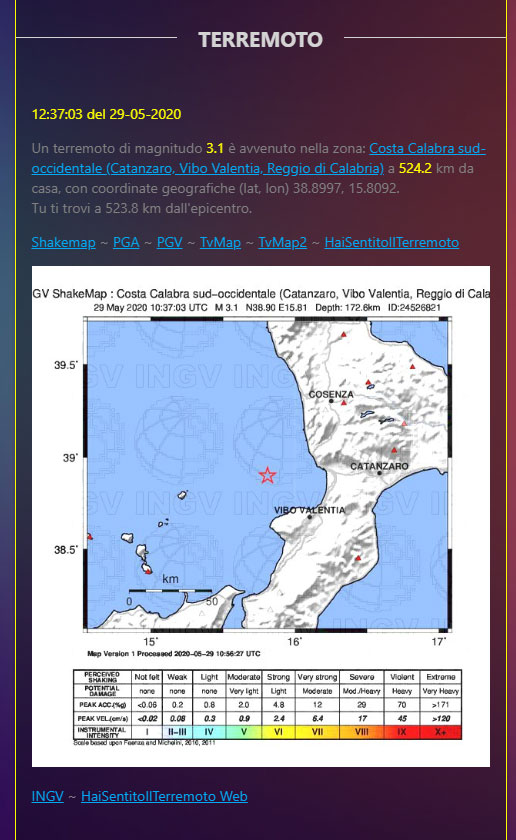 TERREMOTO
12:37:03 del 29-05-2020
Un terremoto di magnitudo 3.1 è avvenuto nella zona: Costa Calabra sud-
occidentale (Catanzaro, Vibo Valentia, Reggio di Calabria) a 524.2 km da
casa, con coordinate geografiche (lat, lon) 38.8997, 15.8092.
Tu ti trovi a 523.8 km dall'epicentro.
Shakemap ~ PGA ~ PGV ~ TvMap ~ TvMap2 ~ HaiSentitoIlTerremoto
GV ShakeMap : Costa Calabra sud-occidentale (Catanzaro, Vibo Valentia, Reggio di Cala
29 May 2020 10:37:03 UTC M 3.1 N38.90 E15.81 Depth: 172.6km ID:24526821
39.5°
COSENZA
39°
CATANZARO
INGV
VIBO VALENTIA
38.5°
km
0 50
15° 16° 17°
Map Version 1 Processed 2020-05-29 10:56:27 UTC
PERCEIVED SHAKING Not felt Weak Light Moderate Strong Very strong Severe Violent Extreme
POTENTIAL DAMAGE none none none Very light Light Moderate Mod./Heavy Heavy Very Heavy
PEAK ACC.(%g) <0.06 0.2 0.8 2.0 4.8 12 29 70 >171
PEAK VEL.(cm/s) <0.02 0.08 0.3 0.9 2.4 6.4 17 45 >120
INSTRUMENTAL INTENSITY I II-III IV V VI VII VIII IX X+
Scale based upon Faenza and Michelini, 2010, 2011
INGV ~ HaiSentitoIlTerremoto Web